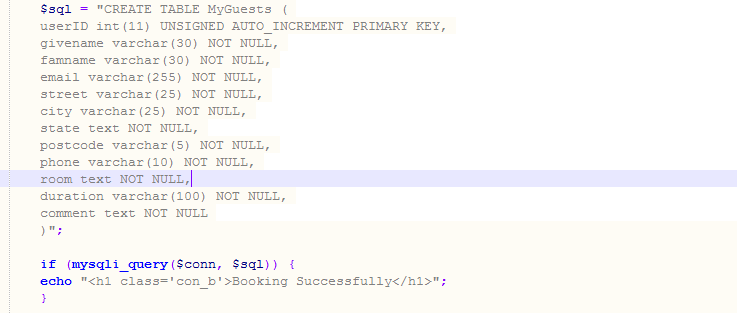 $sql = "CREATE TABLE MyGuests (
userID int(11) UNSIGNED AUTO_INCREMENT PRIMARY KEY,
givename varchar(30) NOT NULL,
famname varchar(30) NOT NULL,
email varchar(255) NOT NULL,
street varchar(25) NOT NULL,
city varchar(25) NOT NULL,
state text NOT NULL,
postcode varchar(5) NOT NULL,
phone varchar(10) NOT NULL,
room text NOT NULL,
duration varchar(100) NOT NULL,
comment text NOT NULL
)";
if (mysqli_query($conn, $sql)) {
echo "<h1 class='con_b'>Booking Successfully</h1>";
}